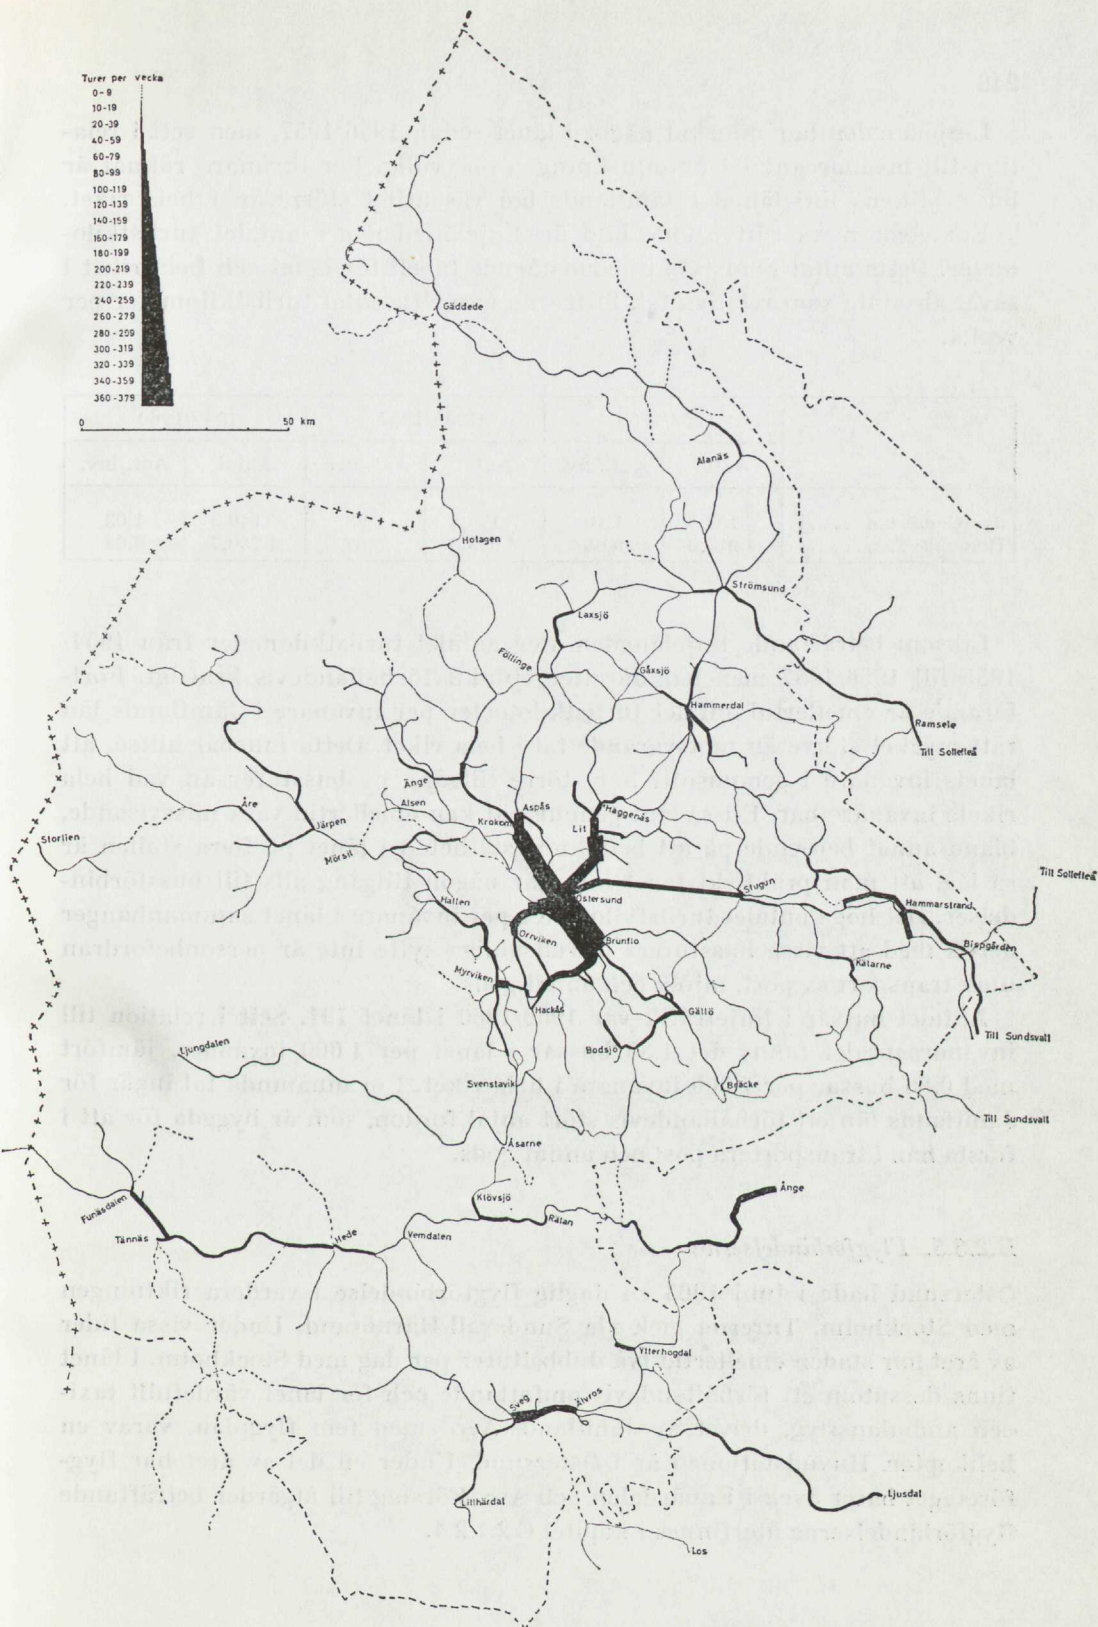 Turer per vecka
0-9
10-19
20-39
40-59
60-79
80-99
100-119
120-139
140-159
160-179
180-199
200-219
220-239
240-259
260-279
280-299
300-319
320-339
340-359
360-379
0 50 km
Gäddede
Alanäs
Hotagen
Strömsund
Laxsjö
Föllinge
Gåxsjö
Hammerdal
Ramsele
Till Sollefteå
Änge
Alsen
Aspås
Häggenås
Åre
Krokom
Lit
Järpen
Storlien
Mörsil
Till Sollefteå
Stugun
Hallen
Östersund
Hammarstrand
Orrviken
Brunflo
Bispgården
Kälarne
Myrviken
Hackås
Gällö
Till Sundsvall
Ljungdalen
Bodsjö
Svenstavik
Bräcke
Till Sundsvall
Åsarne
Funäsdalen
Klövsjö
Ånge
Tännäs
Hede
Vemdalen
Rätan
Ytterhogdal
Sveg
Älvros
Lillhärdal
Ljusdal
Los